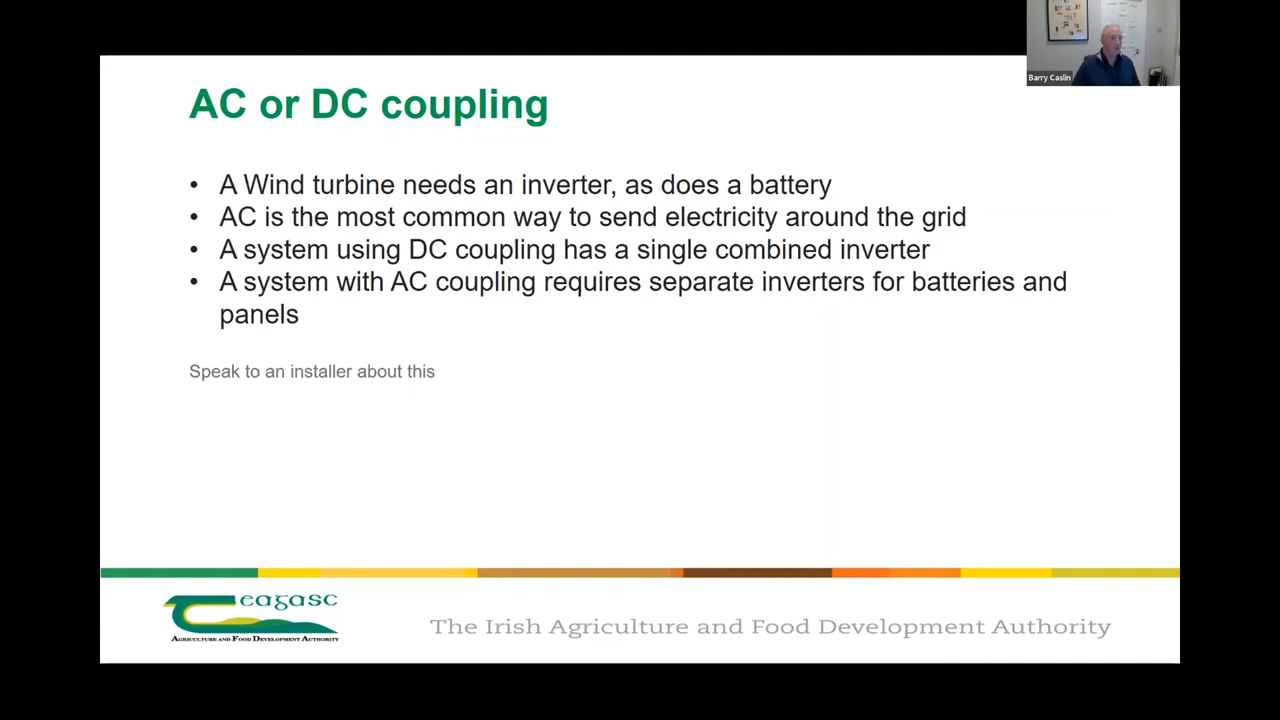 Barry Caslin
AC or DC coupling
• A Wind turbine needs an inverter, as does a battery
• AC is the most common way to send electricity around the grid
• A system using DC coupling has a single combined inverter
• A system with AC coupling requires separate inverters for batteries and
panels
Speak to an installer about this
Teagasc
AGRICULTURE AND FOOD DEVELOPMENT AUTHORITY
The Irish Agriculture and Food Development Authority